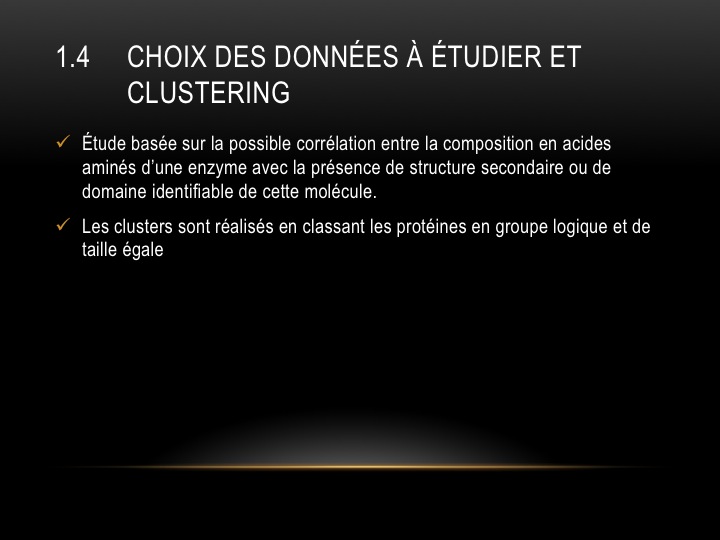 1.4 CHOIX DES DONNÉES À ÉTUDIER ET
CLUSTERING
✓ Étude basée sur la possible corrélation entre la composition en acides
aminés d’une enzyme avec la présence de structure secondaire ou de
domaine identifiable de cette molécule.
✓ Les clusters sont réalisés en classant les protéines en groupe logique et de
taille égale